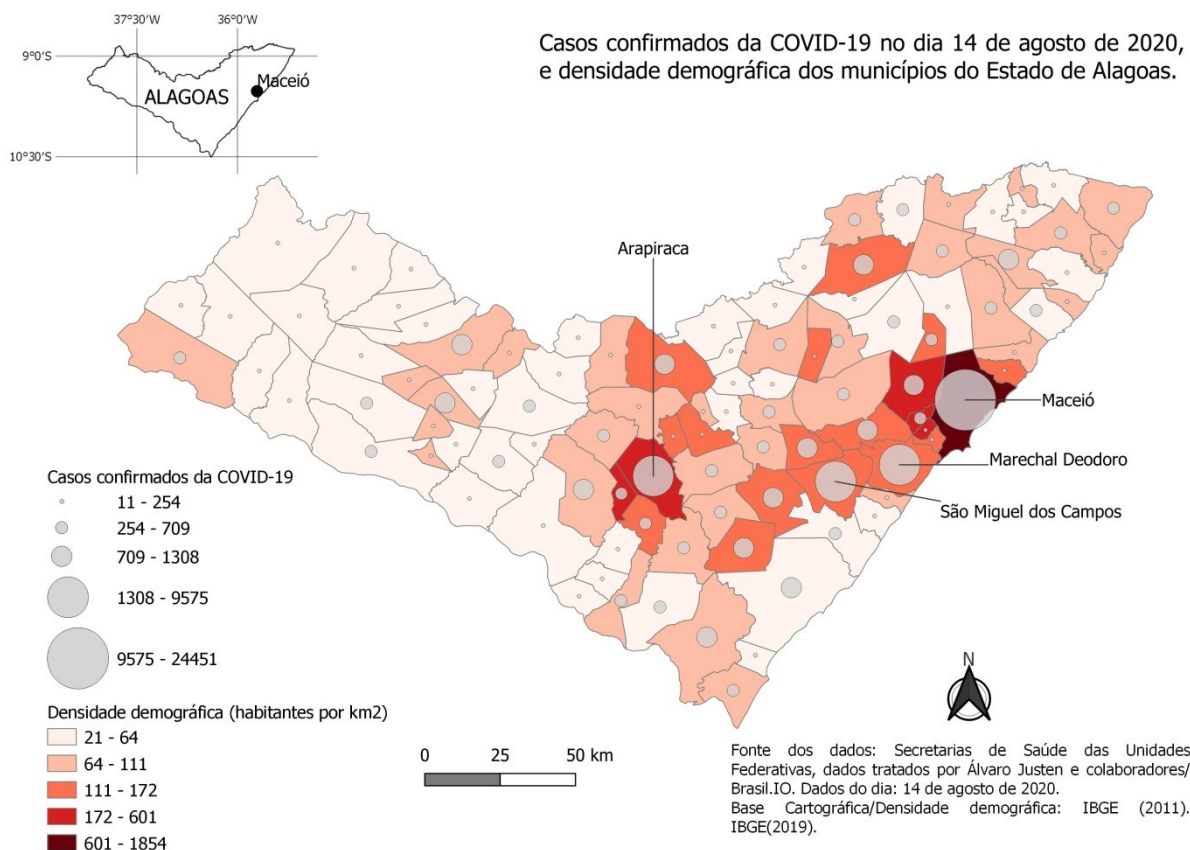 37°30'W 36°0'W
9°0'S
Maceió
ALAGOAS
10°30'S
Casos confirmados da COVID-19 no dia 14 de agosto de 2020,
e densidade demográfica dos municípios do Estado de Alagoas.
Arapiraca
Maceió
Marechal Deodoro
São Miguel dos Campos
Casos confirmados da COVID-19
11 - 254
254 - 709
709 - 1308
1308 - 9575
9575 - 24451
Densidade demográfica (habitantes por km2)
21 - 64
64 - 111
111 - 172
172 - 601
601 - 1854
0 25 50 km
N
Fonte dos dados: Secretarias de Saúde das Unidades
Federativas, dados tratados por Álvaro Justen e colaboradores/
Brasil.IO. Dados do dia: 14 de agosto de 2020.
Base Cartográfica/Densidade demográfica: IBGE (2011).
IBGE(2019).